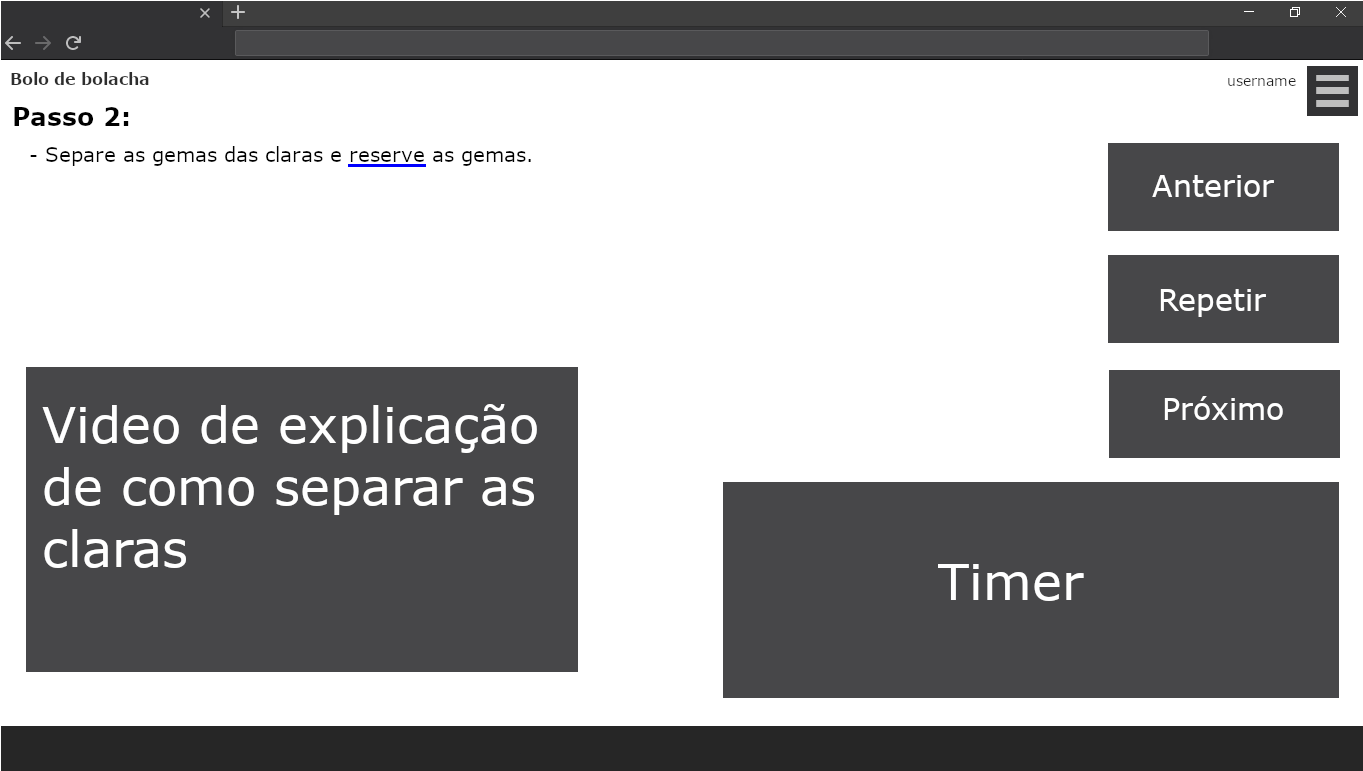 Bolo de bolacha
username
Passo 2:
- Separe as gemas das claras e reserve as gemas.
Anterior
Repetir
Próximo
Video de explicação
de como separar as
claras
Timer